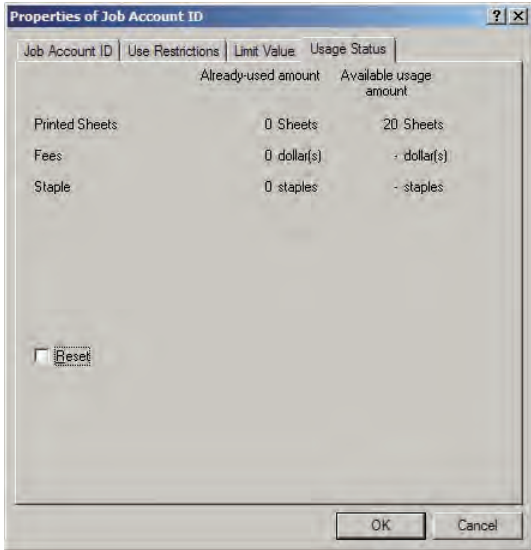 Properties of Job Account ID
Job Account ID Use Restrictions Limit Value Usage Status
Already-used amount Available usage
amount
Printed Sheets 0 Sheets 20 Sheets
Fees 0 dollar(s) - dollar(s)
Staple 0 staples - staples
Reset
OK Cancel